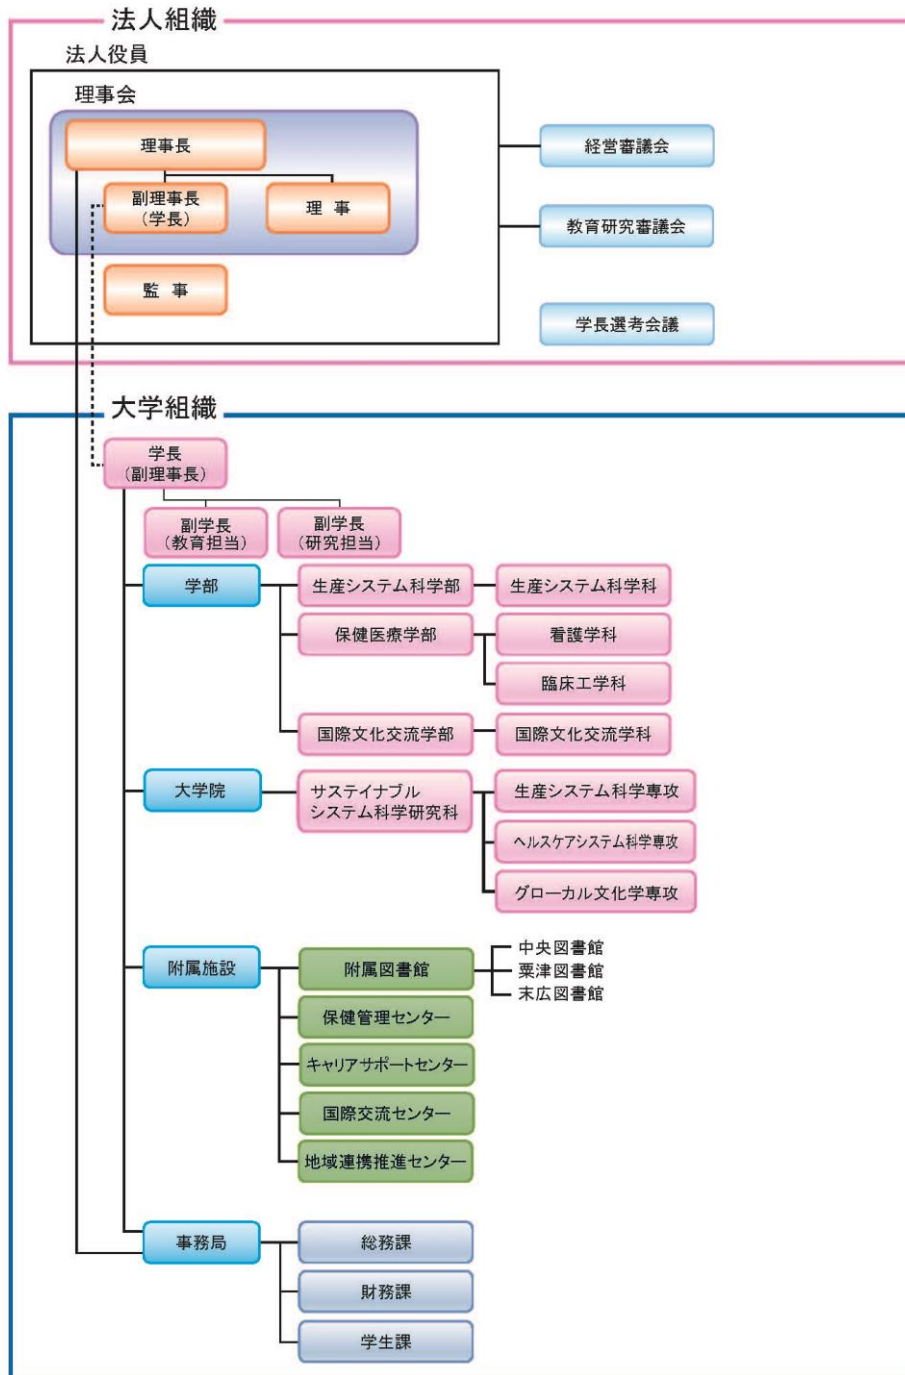 法人組織
法人役員
理事会
理事長
副理事長
(学長)
理 事
監 事
経営審議会
教育研究審議会
学長選考会議
大学組織
学長
(副理事長)
副学長
(教育担当)
副学長
(研究担当)
学部
生産システム科学部
生産システム科学科
保健医療学部
看護学科
臨床工学科
国際文化交流学部
国際文化交流学科
大学院
サステイナブル
システム科学研究科
生産システム科学専攻
ヘルスケアシステム科学専攻
グローカル文化学専攻
附属施設
附属図書館
中央図書館
粟津図書館
末広図書館
保健管理センター
キャリアサポートセンター
国際交流センター
地域連携推進センター
事務局
総務課
財務課
学生課